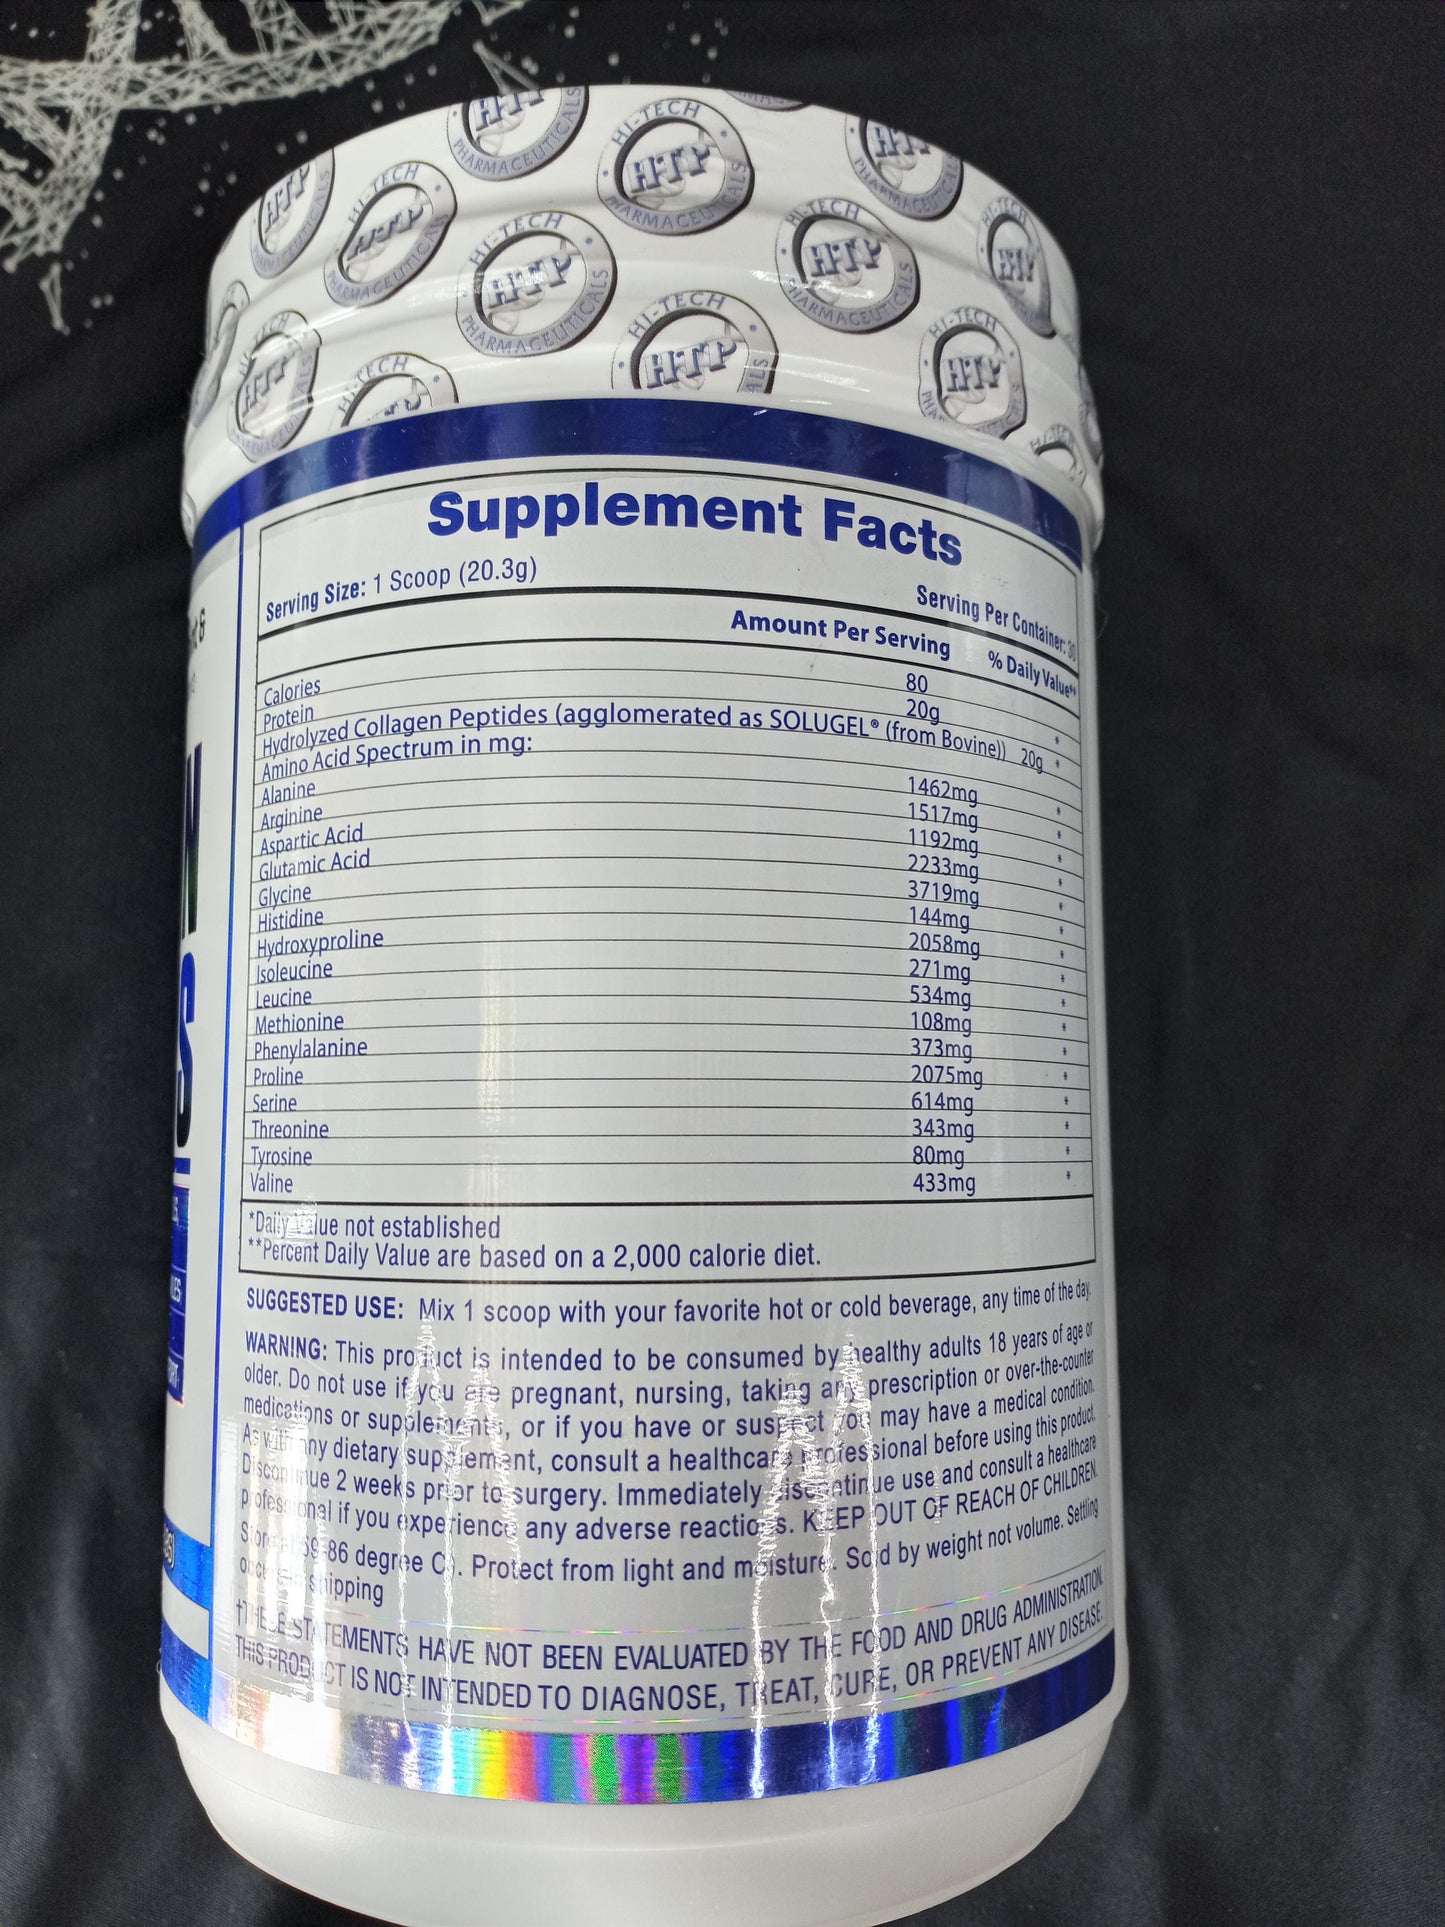 HI-TECH
HTP
PHARMACEUTICALS
Supplement Facts
Serving Size: 1 Scoop (20.3g)
Serving Per Container: 30
Amount Per Serving % Daily Value**
Calories 80
Protein 20g *
Hydrolyzed Collagen Peptides (agglomerated as SOLUGEL® (from Bovine)) 20g *
Amino Acid Spectrum in mg:
Alanine 1462mg *
Arginine 1517mg *
Aspartic Acid 1192mg *
Glutamic Acid 2233mg *
Glycine 3719mg *
Histidine 144mg *
Hydroxyproline 2058mg *
Isoleucine 271mg *
Leucine 534mg *
Methionine 108mg *
Phenylalanine 373mg *
Proline 2075mg *
Serine 614mg *
Threonine 343mg *
Tyrosine 80mg *
Valine 433mg *
*Daily Value not established
**Percent Daily Value are based on a 2,000 calorie diet.
SUGGESTED USE: Mix 1 scoop with your favorite hot or cold beverage, any time of the day.
WARNING: This product is intended to be consumed by healthy adults 18 years of age or
older. Do not use if you are pregnant, nursing, taking any prescription or over-the-counter
medications or supplements, or if you have or suspect you may have a medical condition.
As with any dietary supplement, consult a healthcare professional before using this product.
Discontinue 2 weeks prior to surgery. Immediately discontinue use and consult a healthcare
professional if you experience any adverse reactions. KEEP OUT OF REACH OF CHILDREN.
59-86 degree C). Protect from light and moisture. Sold by weight not volume. Settling
shipping
†THESE STATEMENTS HAVE NOT BEEN EVALUATED BY THE FOOD AND DRUG ADMINISTRATION.
THIS PRODUCT IS NOT INTENDED TO DIAGNOSE, TREAT, CURE, OR PREVENT ANY DISEASE.